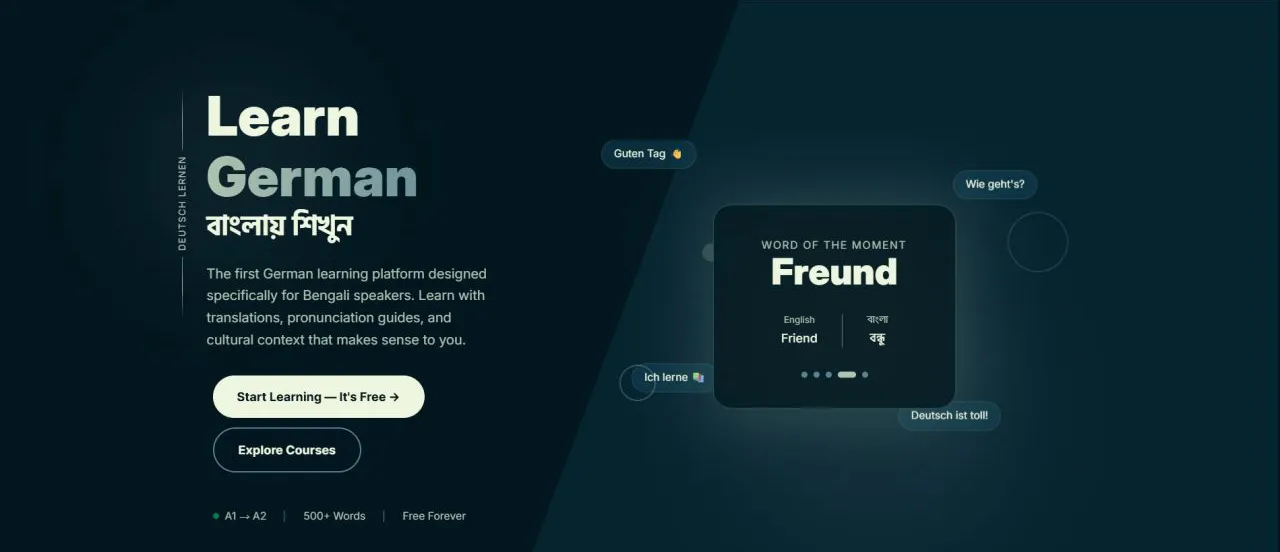 DEUTSCH LERNEN
Learn
German
বাংলায় শিখুন
The first German learning platform designed
specifically for Bengali speakers. Learn with
translations, pronunciation guides, and
cultural context that makes sense to you.
Start Learning — It's Free →
Explore Courses
A1 → A2 | 500+ Words | Free Forever
Guten Tag 👋
Wie geht's?
WORD OF THE MOMENT
Freund
English বাংলা
Friend বন্ধু
Ich lerne 📚
Deutsch ist toll!